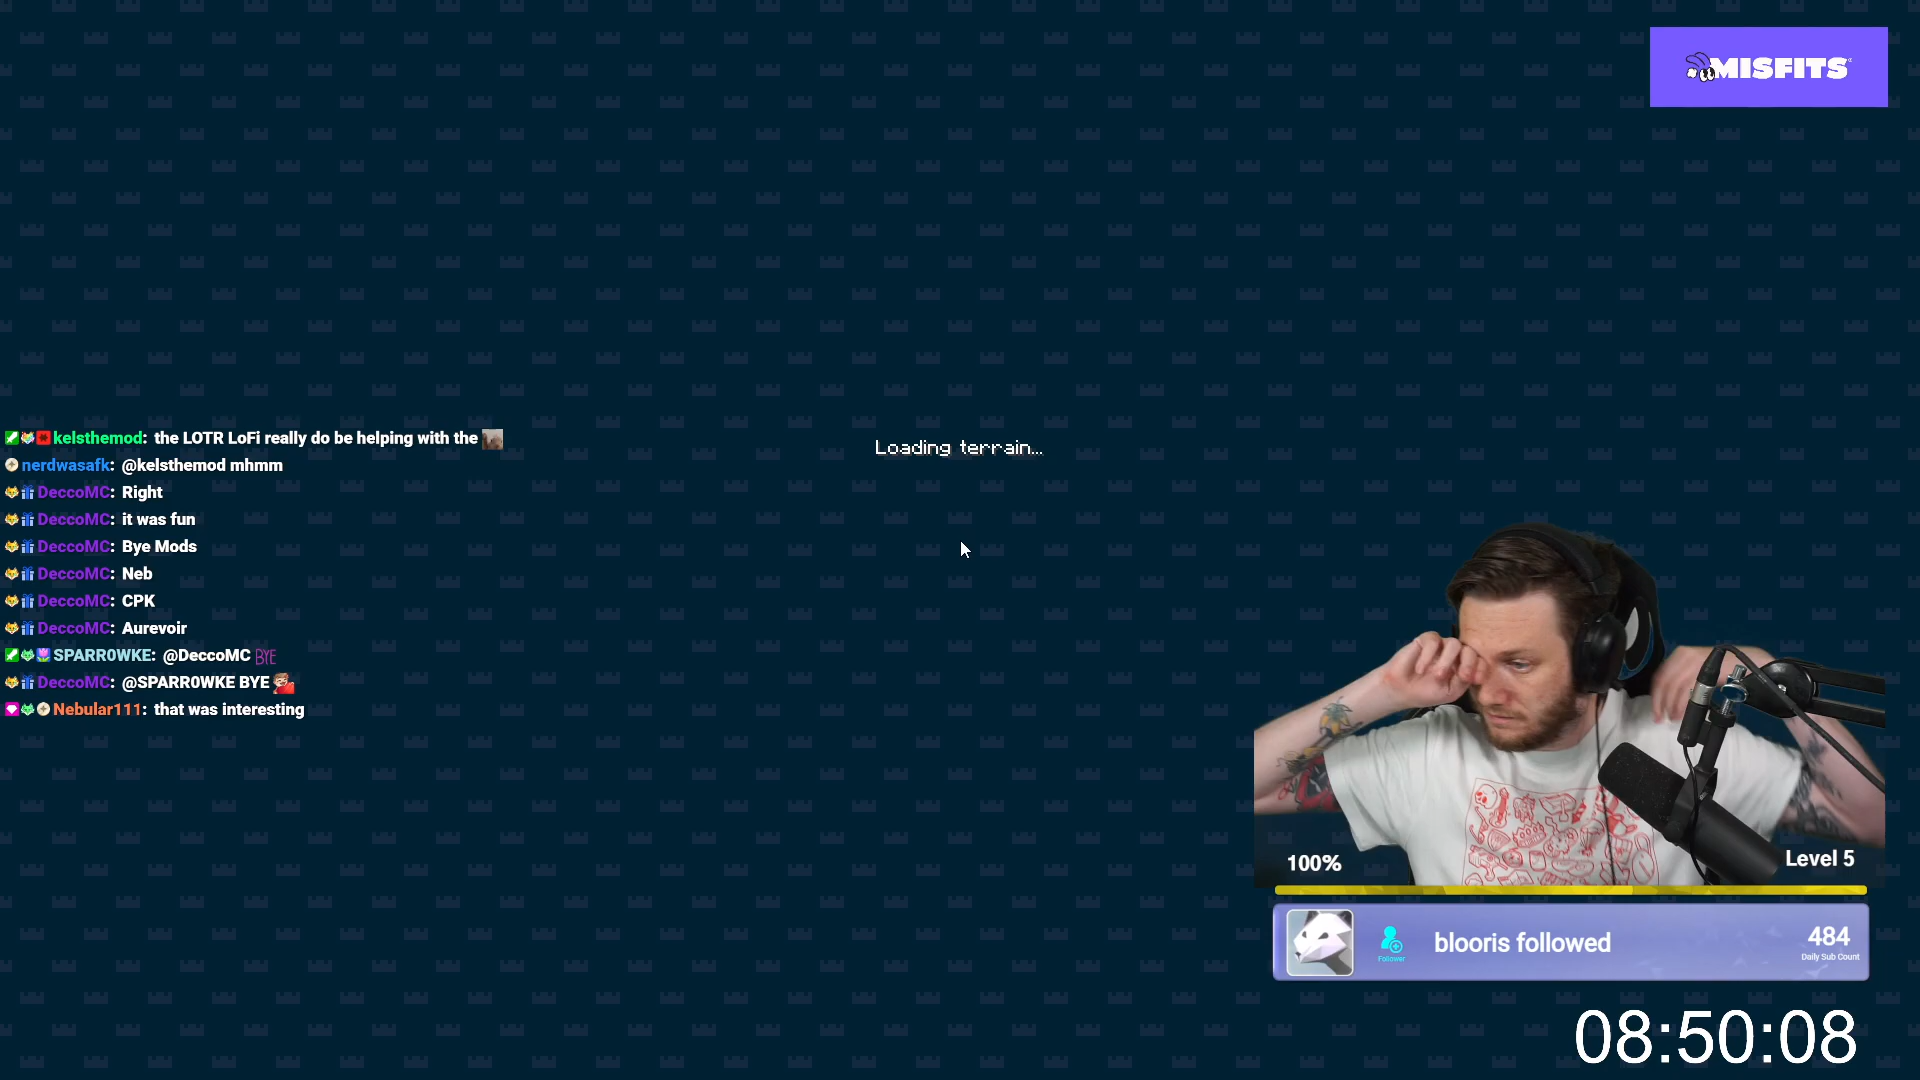 MISFITS
kelsthemod: the LOTR LoFi really do be helping with the
nerdwasafk: @kelsthemod mhmm
DeccoMC: Right
DeccoMC: it was fun
DeccoMC: Bye Mods
DeccoMC: Neb
DeccoMC: CPK
DeccoMC: Aurevoir
SPARR0WKE: @DeccoMC BYE
DeccoMC: @SPARR0WKE BYE
Nebular111: that was interesting
Loading terrain...
100%
Level 5
Follower
blooris followed
484
Daily Sub Count
08:50:08